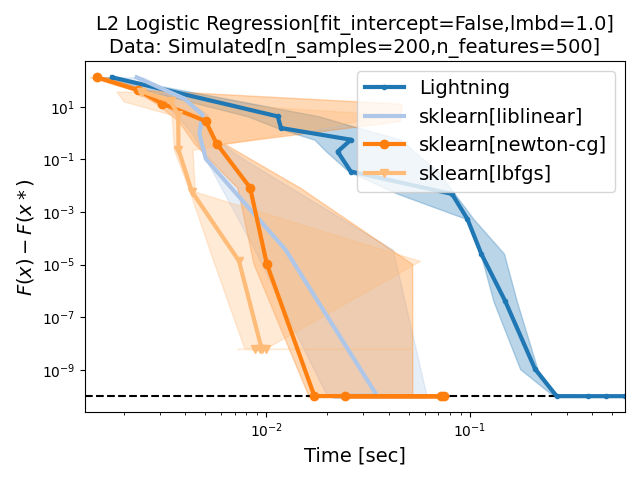 L2 Logistic Regression[fit_intercept=False,lmbd=1.0]
Data: Simulated[n_samples=200,n_features=500]
Lightning
sklearn[liblinear]
sklearn[newton-cg]
sklearn[lbfgs]
F(x) − F(x*)
10¹
10⁻¹
10⁻³
10⁻⁵
10⁻⁷
10⁻⁹
10⁻²
10⁻¹
Time [sec]